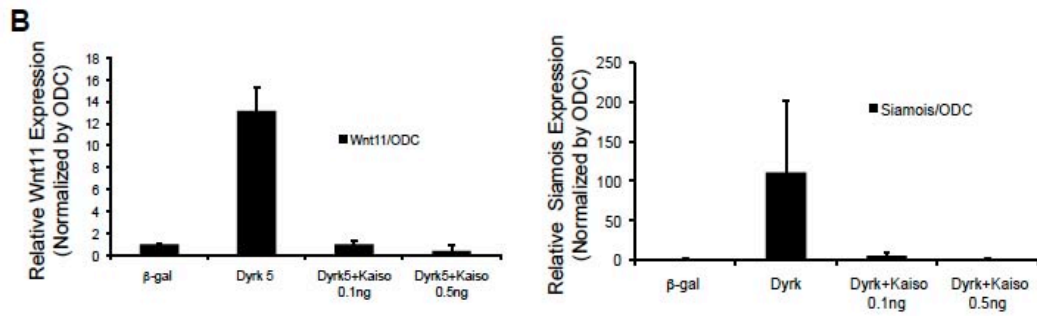 B
Relative Wnt11 Expression
(Normalized by ODC)
18
16
14
12
10
8
6
4
2
0
Wnt11/ODC
β-gal
Dyrk 5
Dyrk5+Kaiso
0.1ng
Dyrk5+Kaiso
0.5ng
Relative Siamois Expression
(Normalized by ODC)
250
200
150
100
50
0
Siamois/ODC
β-gal
Dyrk
Dyrk+Kaiso
0.1ng
Dyrk+Kaiso
0.5ng